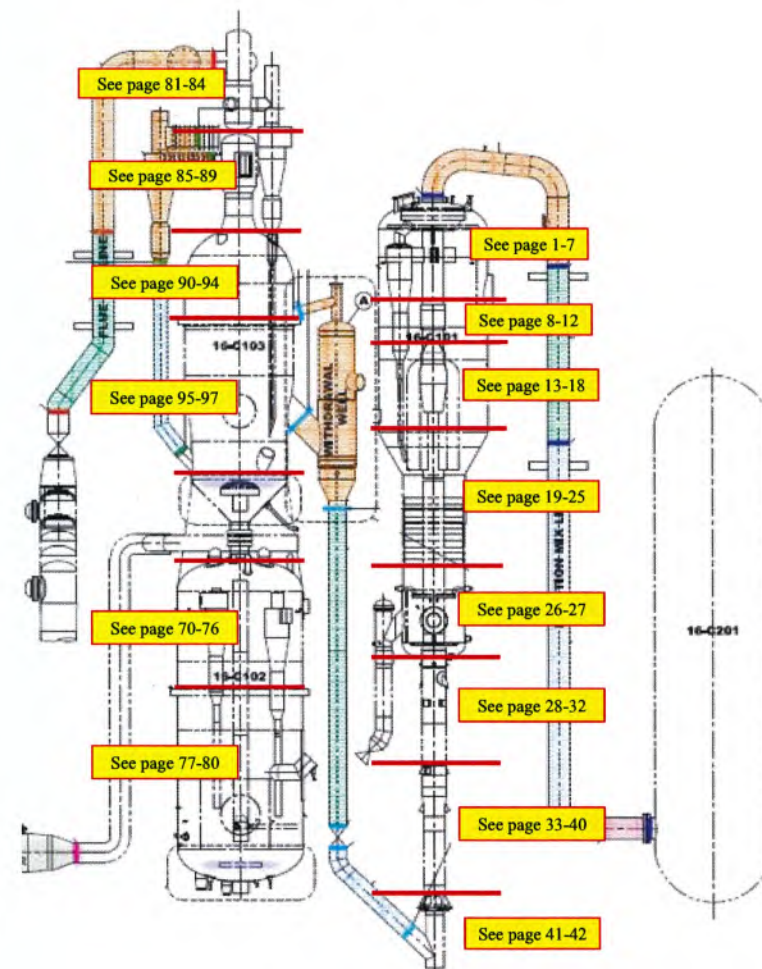 See page 81-84
See page 85-89
See page 90-94
16-C103
See page 95-97
See page 70-76
16-C102
See page 77-80
A
WITHDRAWAL
WELL
See page 1-7
See page 8-12
16-C101
See page 13-18
See page 19-25
See page 26-27
See page 28-32
See page 33-40
See page 41-42
16-C201